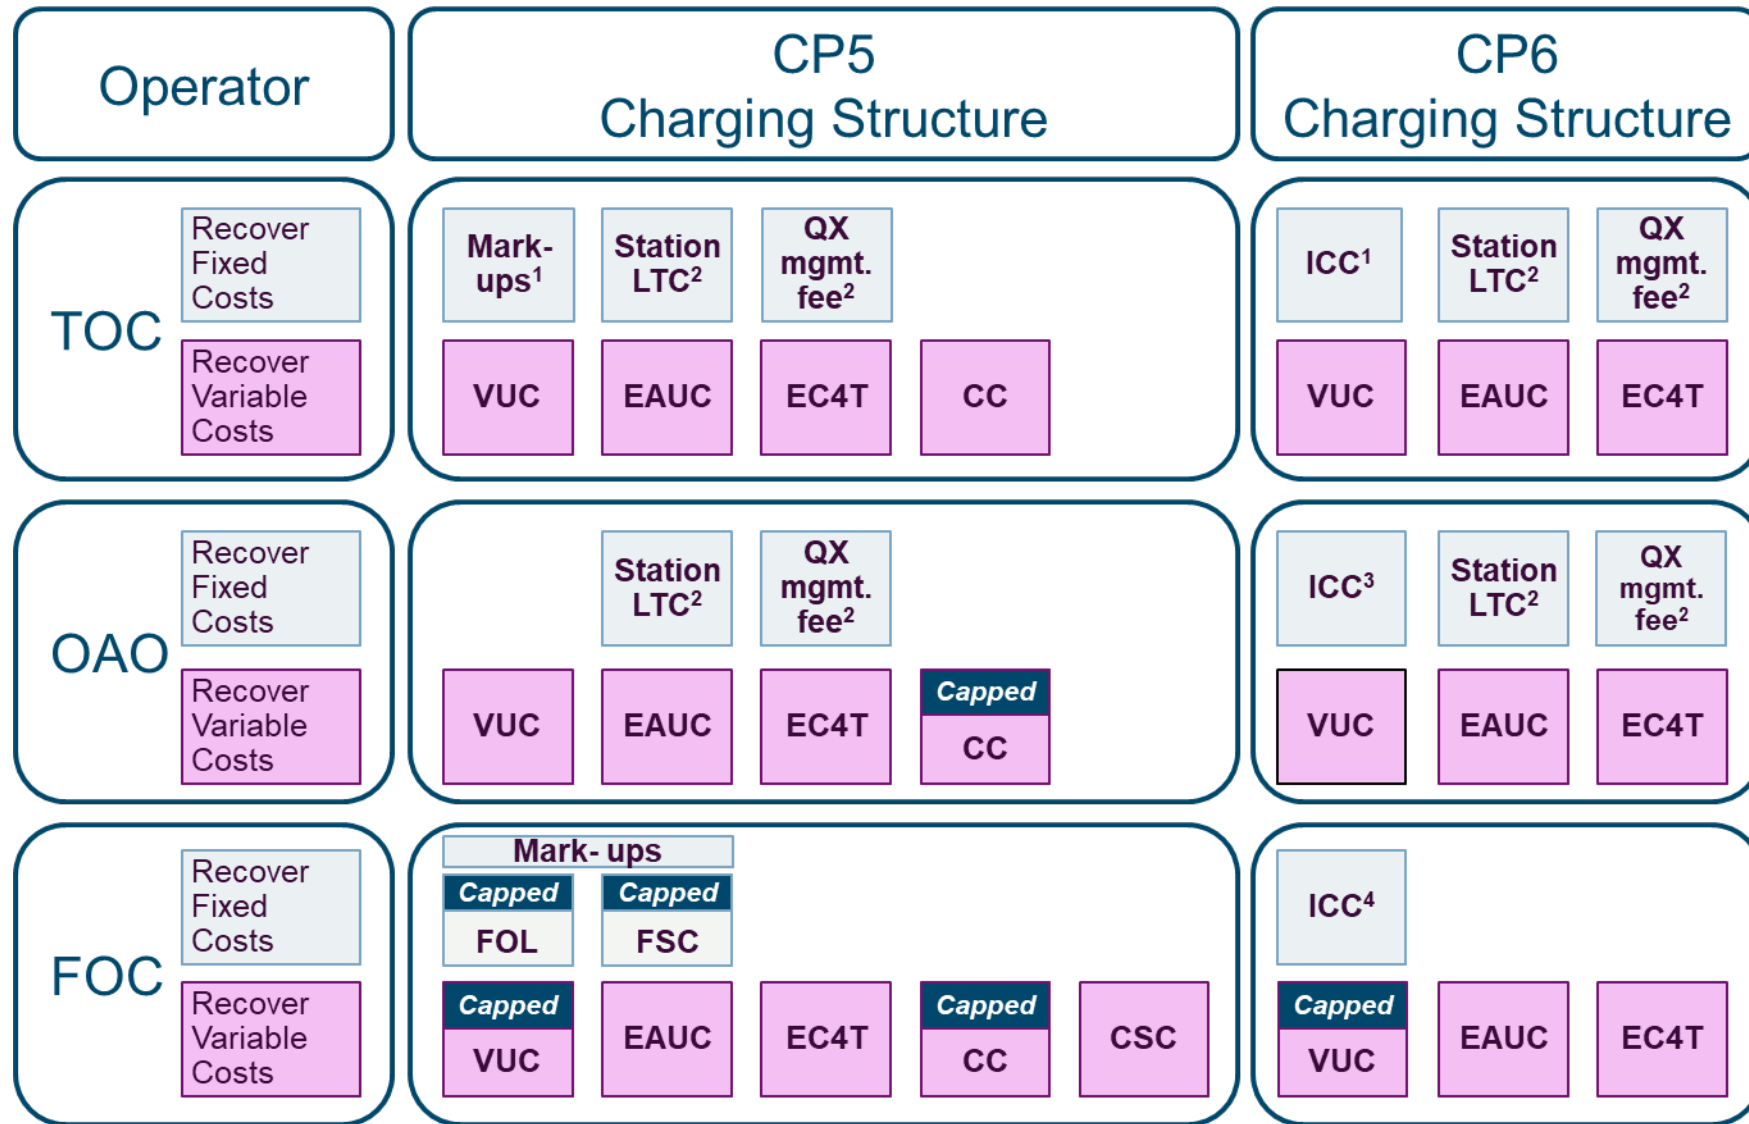 Operator
CP5
Charging Structure
CP6
Charging Structure
TOC
Recover
Fixed
Costs
Mark-
ups¹
Station
LTC²
QX
mgmt.
fee²
ICC¹
Station
LTC²
QX
mgmt.
fee²
Recover
Variable
Costs
VUC
EAUC
EC4T
CC
VUC
EAUC
EC4T
OAO
Recover
Fixed
Costs
Station
LTC²
QX
mgmt.
fee²
ICC³
Station
LTC²
QX
mgmt.
fee²
Recover
Variable
Costs
VUC
EAUC
EC4T
Capped
CC
VUC
EAUC
EC4T
FOC
Recover
Fixed
Costs
Mark- ups
Capped
FOL
Capped
FSC
ICC⁴
Recover
Variable
Costs
Capped
VUC
EAUC
EC4T
Capped
CC
CSC
Capped
VUC
EAUC
EC4T